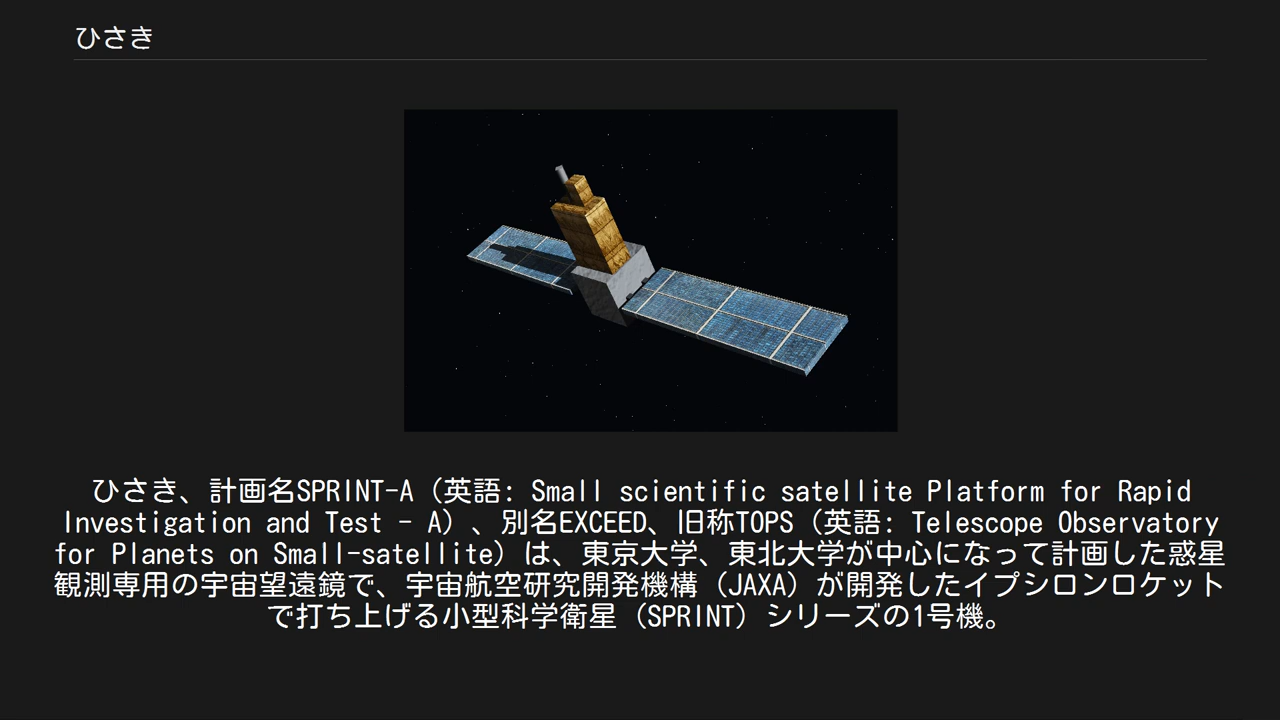 ひさき
ひさき、計画名SPRINT-A（英語: Small scientific satellite Platform for Rapid
Investigation and Test - A）、別名EXCEED、旧称TOPS（英語: Telescope Observatory
for Planets on Small-satellite）は、東京大学、東北大学が中心になって計画した惑星
観測専用の宇宙望遠鏡で、宇宙航空研究開発機構（JAXA）が開発したイプシロンロケット
で打ち上げる小型科学衛星（SPRINT）シリーズの1号機。